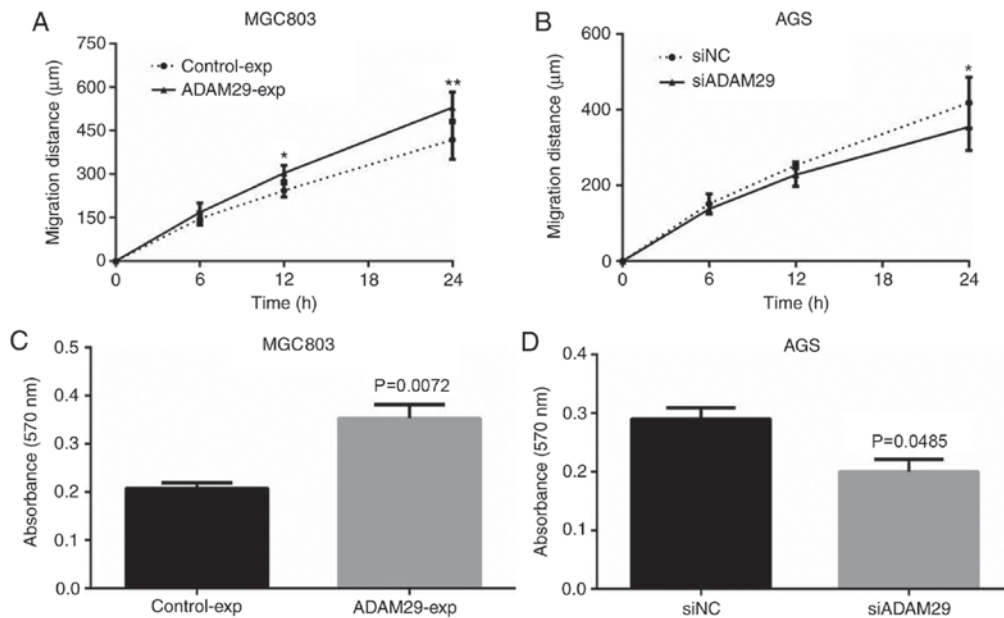 A
MGC803
Migration distance (µm)
750
600
450
300
150
0
Control-exp
ADAM29-exp
*
**
0
6
12
18
24
Time (h)
B
AGS
Migration distance (µm)
600
400
200
0
siNC
siADAM29
*
0
6
12
18
24
Time (h)
C
MGC803
Absorbance (570 nm)
0.5
0.4
0.3
0.2
0.1
0.0
P=0.0072
Control-exp
ADAM29-exp
D
AGS
Absorbance (570 nm)
0.4
0.3
0.2
0.1
0.0
P=0.0485
siNC
siADAM29